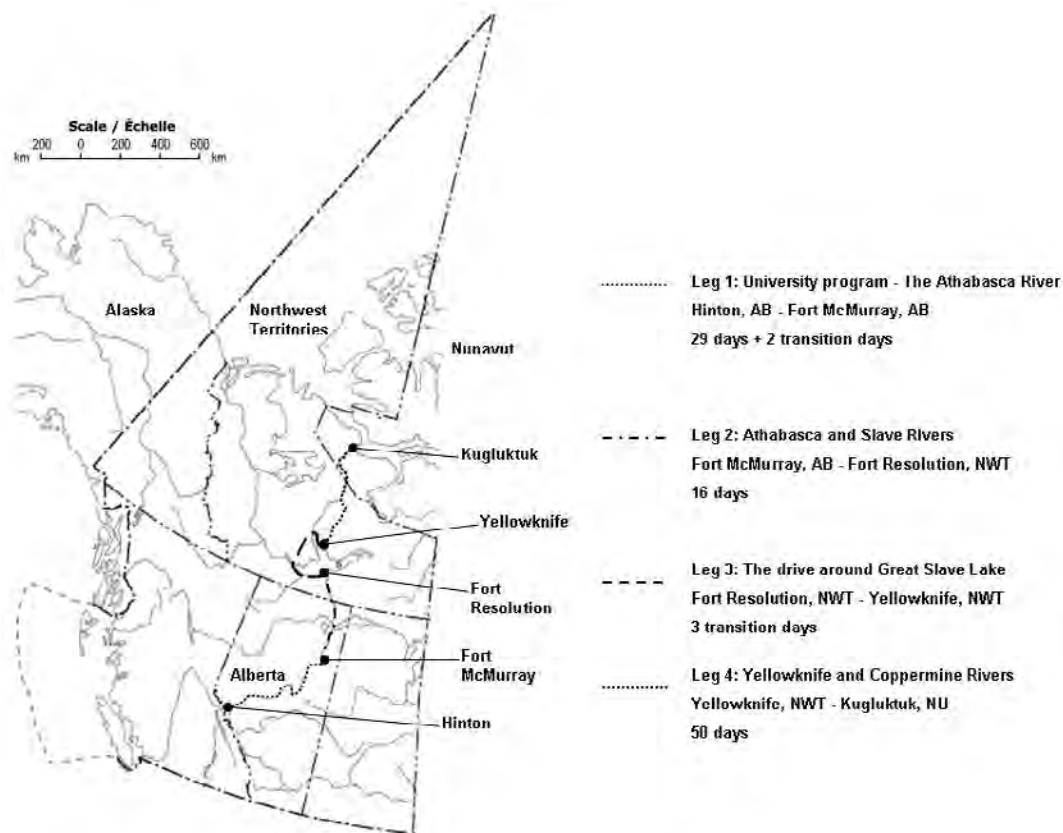 Scale / Échelle
200 0 200 400 600
km km
Alaska
Northwest
Territories
Nunavut
Kugluktuk
Yellowknife
Fort
Resolution
Fort
McMurray
Alberta
Hinton
Leg 1: University program - The Athabasca River
Hinton, AB - Fort McMurray, AB
29 days + 2 transition days
Leg 2: Athabasca and Slave Rivers
Fort McMurray, AB - Fort Resolution, NWT
16 days
Leg 3: The drive around Great Slave Lake
Fort Resolution, NWT - Yellowknife, NWT
3 transition days
Leg 4: Yellowknife and Coppermine Rivers
Yellowknife, NWT - Kugluktuk, NU
50 days